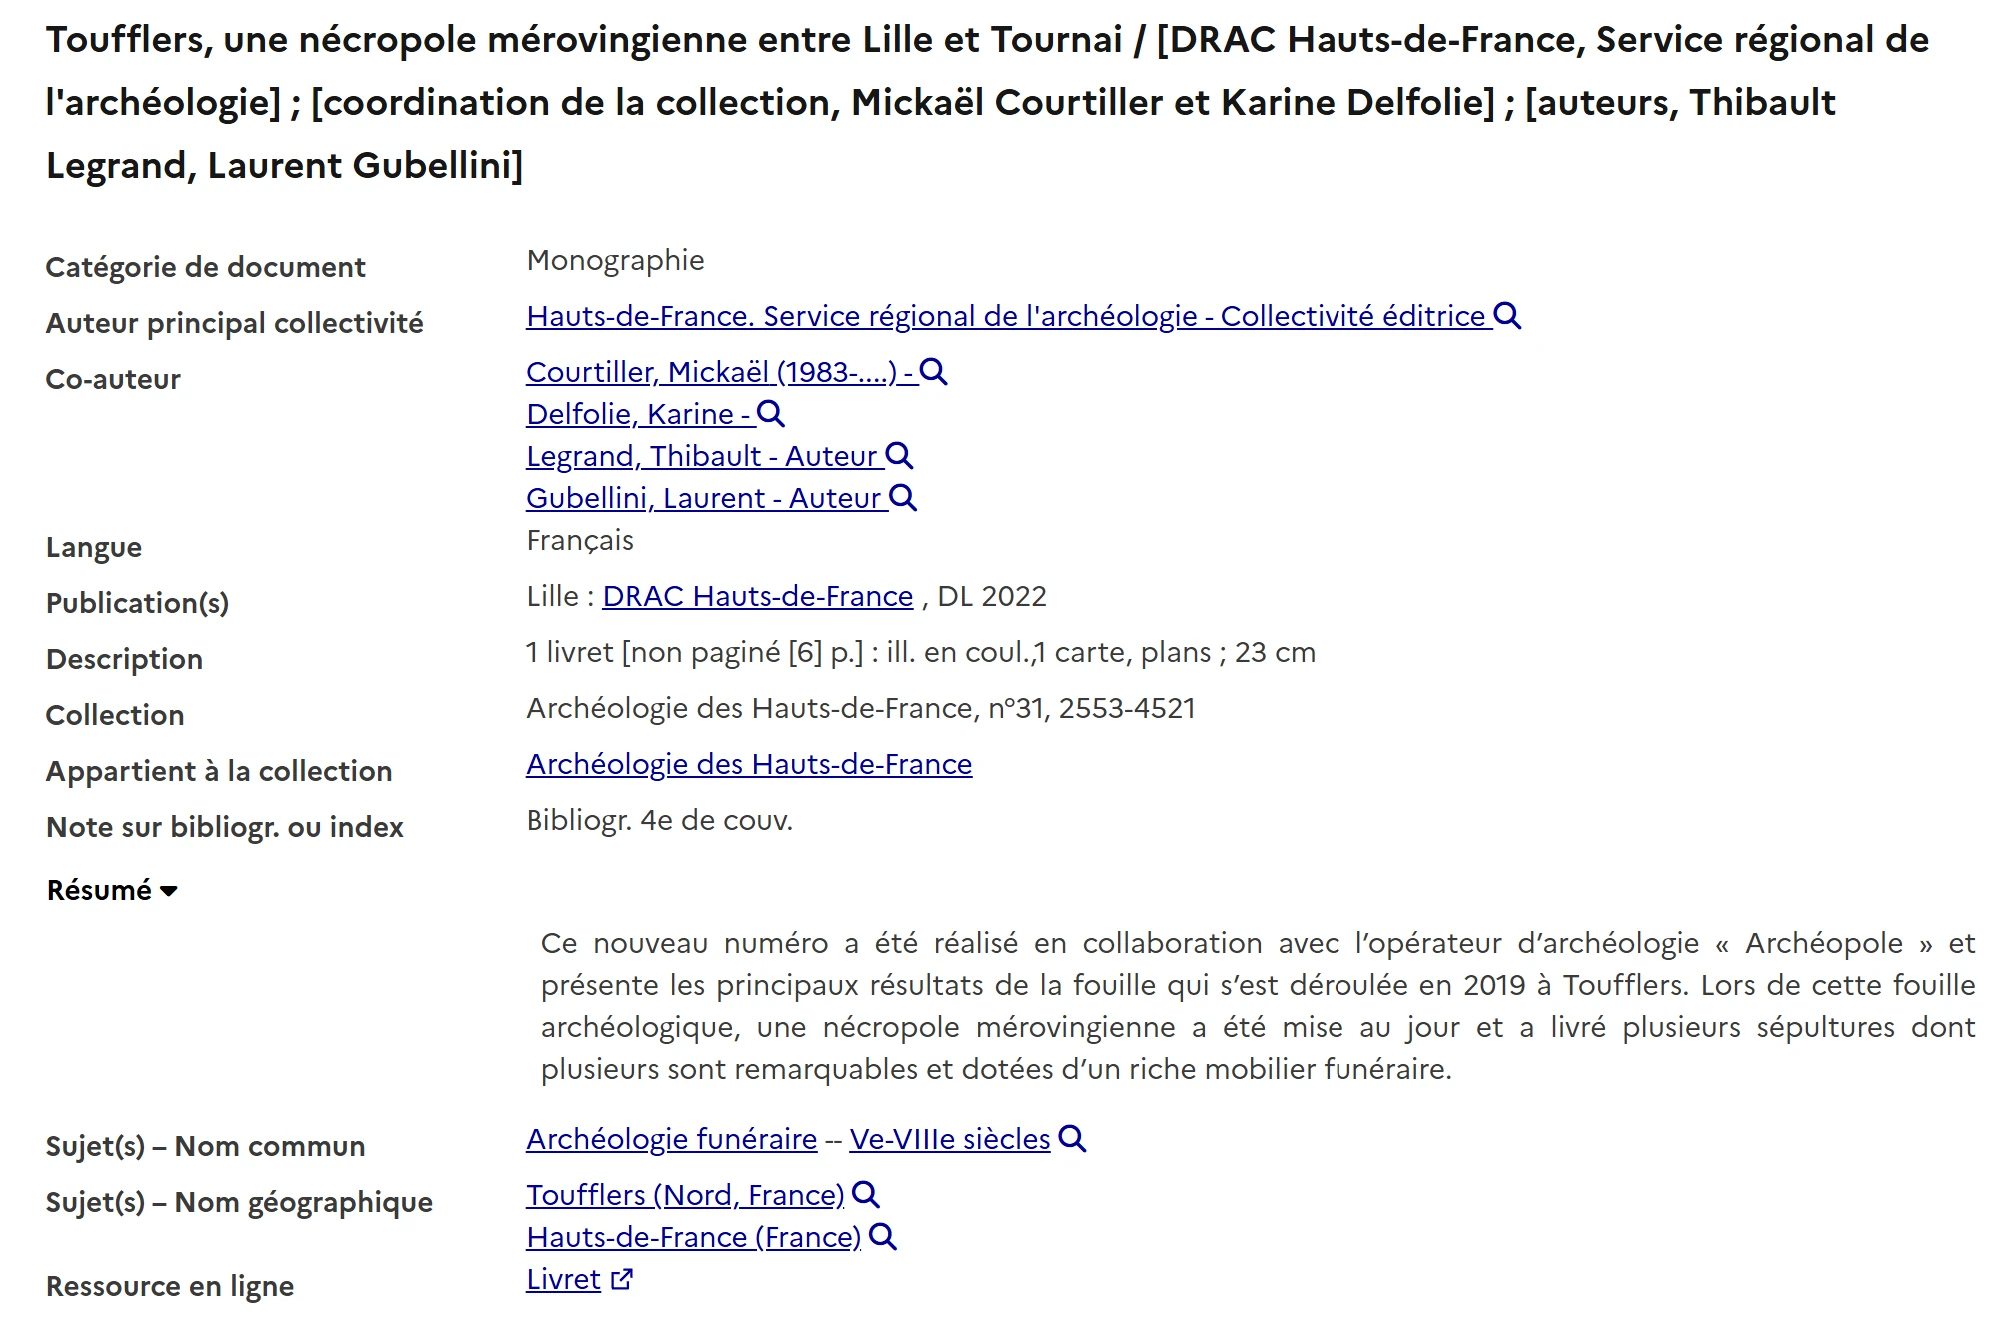 Toufflers, une nécropole mérovingienne entre Lille et Tournai / [DRAC Hauts-de-France, Service régional de
l'archéologie] ; [coordination de la collection, Mickaël Courtiller et Karine Delfolie] ; [auteurs, Thibault
Legrand, Laurent Gubellini]
Catégorie de document Monographie
Auteur principal collectivité Hauts-de-France. Service régional de l'archéologie - Collectivité éditrice
Co-auteur Courtiller, Mickaël (1983-....) -
Delfolie, Karine -
Legrand, Thibault - Auteur
Gubellini, Laurent - Auteur
Langue Français
Publication(s) Lille : DRAC Hauts-de-France , DL 2022
Description 1 livret [non paginé [6] p.] : ill. en coul.,1 carte, plans ; 23 cm
Collection Archéologie des Hauts-de-France, n°31, 2553-4521
Appartient à la collection Archéologie des Hauts-de-France
Note sur bibliogr. ou index Bibliogr. 4e de couv.
Résumé
Ce nouveau numéro a été réalisé en collaboration avec l’opérateur d’archéologie « Archéopole » et
présente les principaux résultats de la fouille qui s’est déroulée en 2019 à Toufflers. Lors de cette fouille
archéologique, une nécropole mérovingienne a été mise au jour et a livré plusieurs sépultures dont
plusieurs sont remarquables et dotées d’un riche mobilier funéraire.
Sujet(s) – Nom commun Archéologie funéraire -- Ve-VIIIe siècles
Sujet(s) – Nom géographique Toufflers (Nord, France)
Hauts-de-France (France)
Ressource en ligne Livret